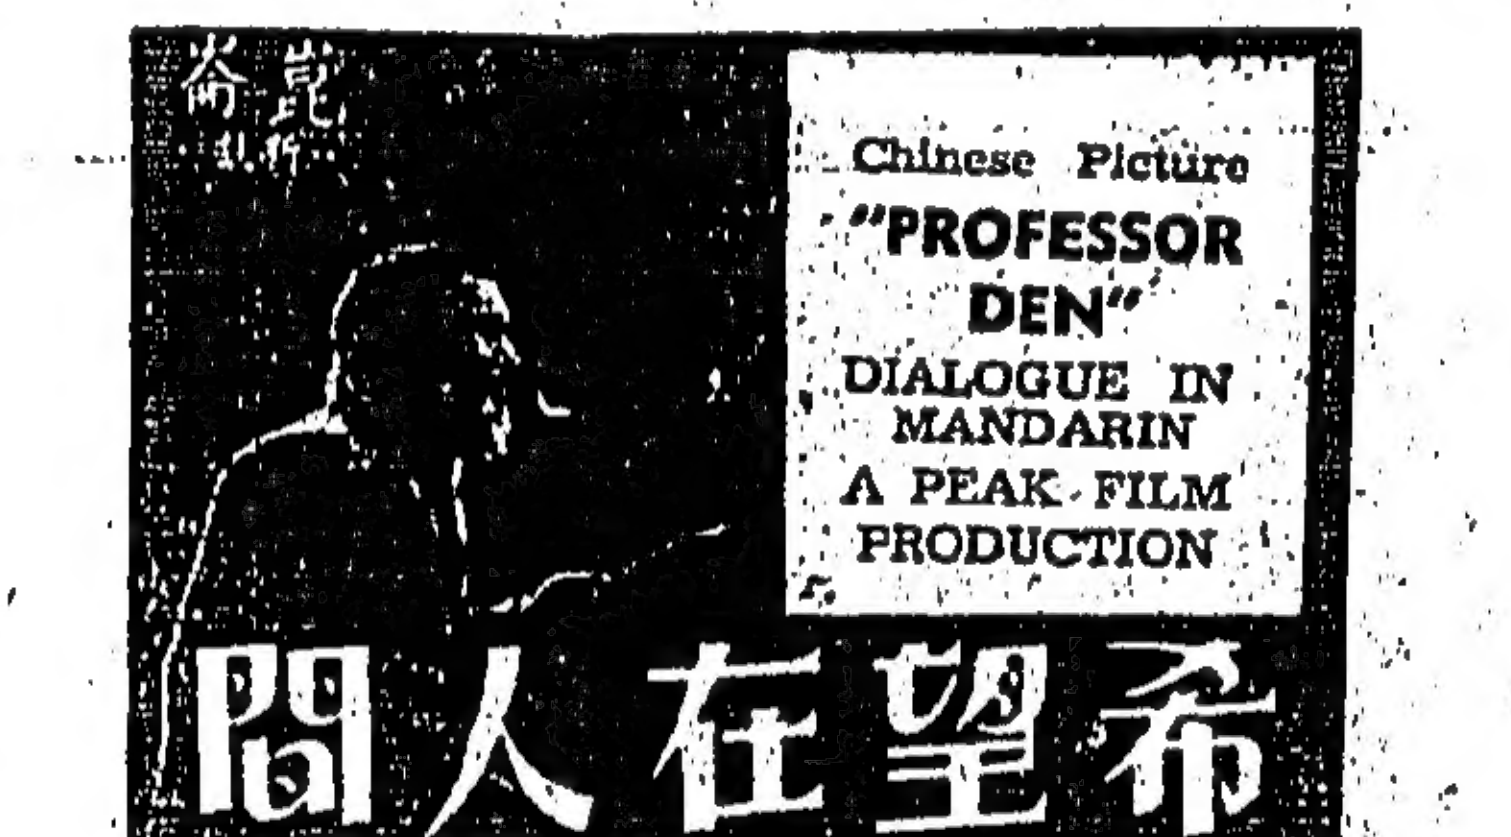 崑崙
Chinese Picture
"PROFESSOR
DEN"
DIALOGUE IN
MANDARIN
A PEAK FILM
PRODUCTION
希望在人間